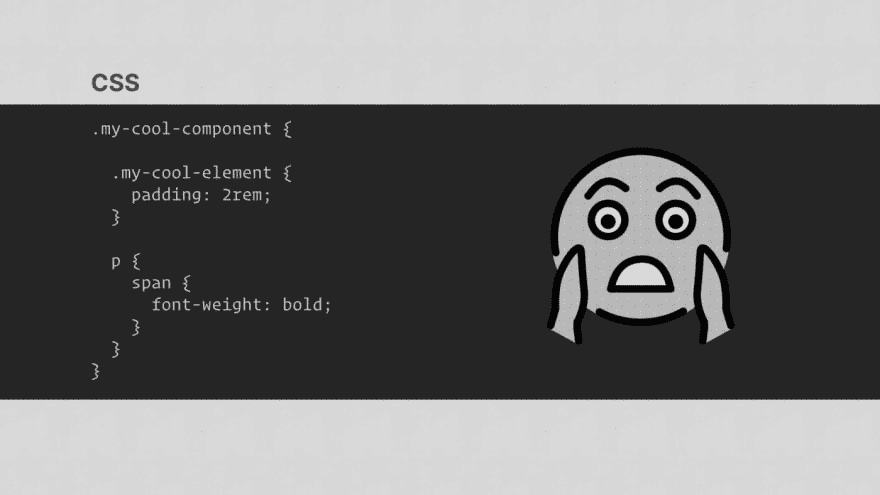 CSS
.my-cool-component {
.my-cool-element {
padding: 2rem;
}
p {
span {
font-weight: bold;
}
}
}